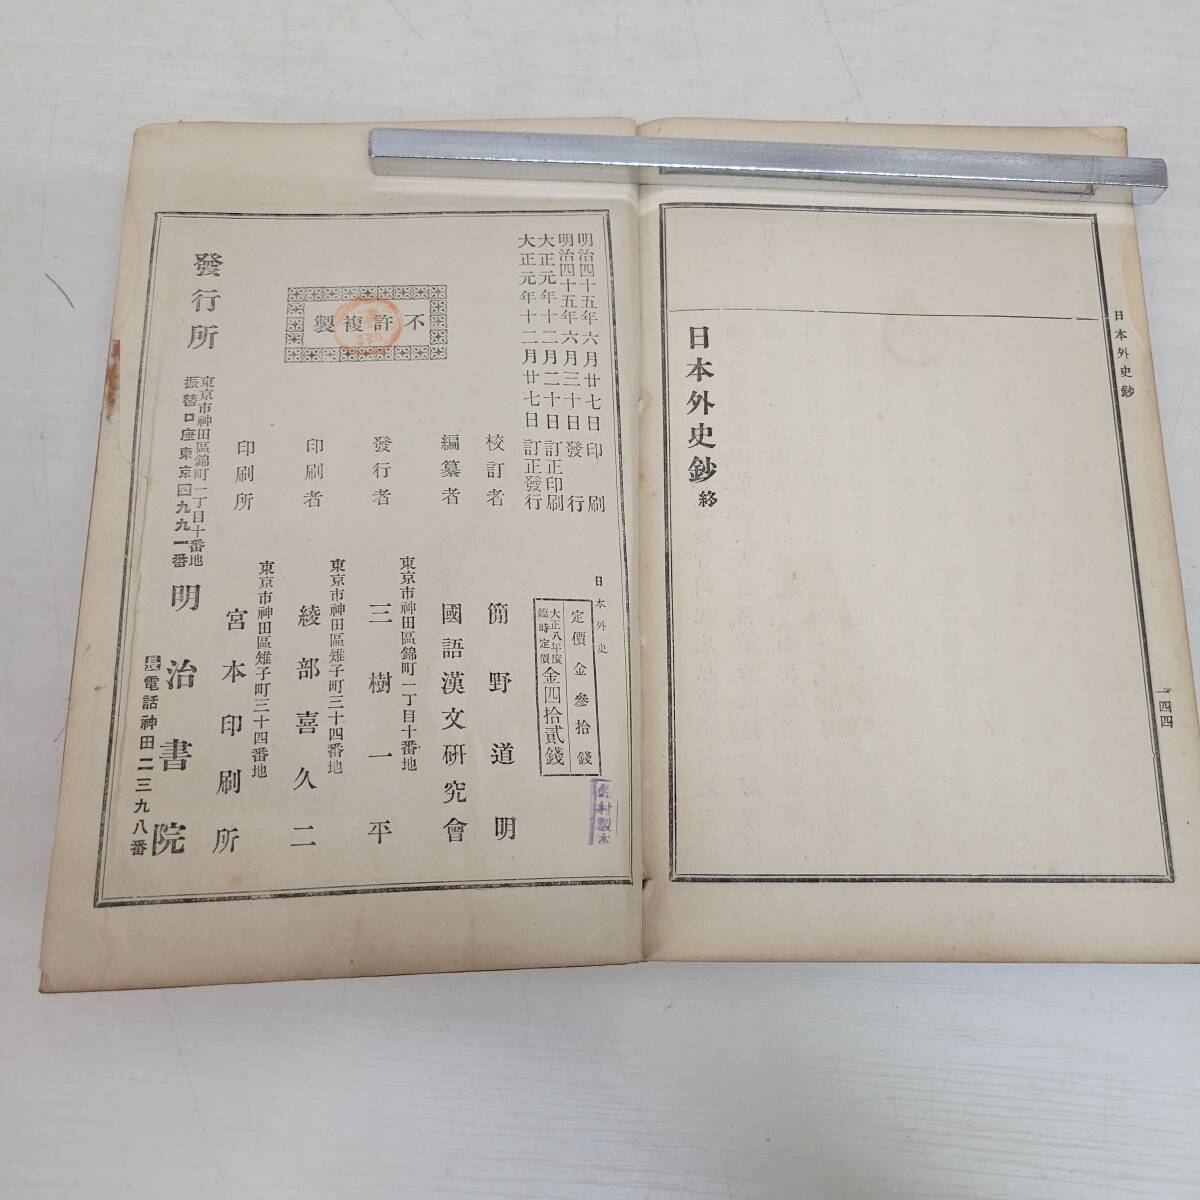 日本外史鈔
一四四
日本外史鈔 終
日本外史
定價金參拾錢
大正八年度
臨時定價
金四拾貳錢
明治四十五年六月廿七日印刷
明治四十五年六月三十日發行
大正元年十二月二十日訂正印刷
大正元年十二月廿七日訂正發行
不許複製
校訂者 簡野道明
編纂者 國語漢文研究會
東京市神田區錦町一丁目十番地
發行者 三樹一平
東京市神田區雉子町三十四番地
印刷者 綾部喜久二
東京市神田區雉子町三十四番地
印刷所 宮本印刷所
發行所
東京市神田區錦町一丁目十番地
振替口座東京四九九一番
明治書院
電話神田二三九八番